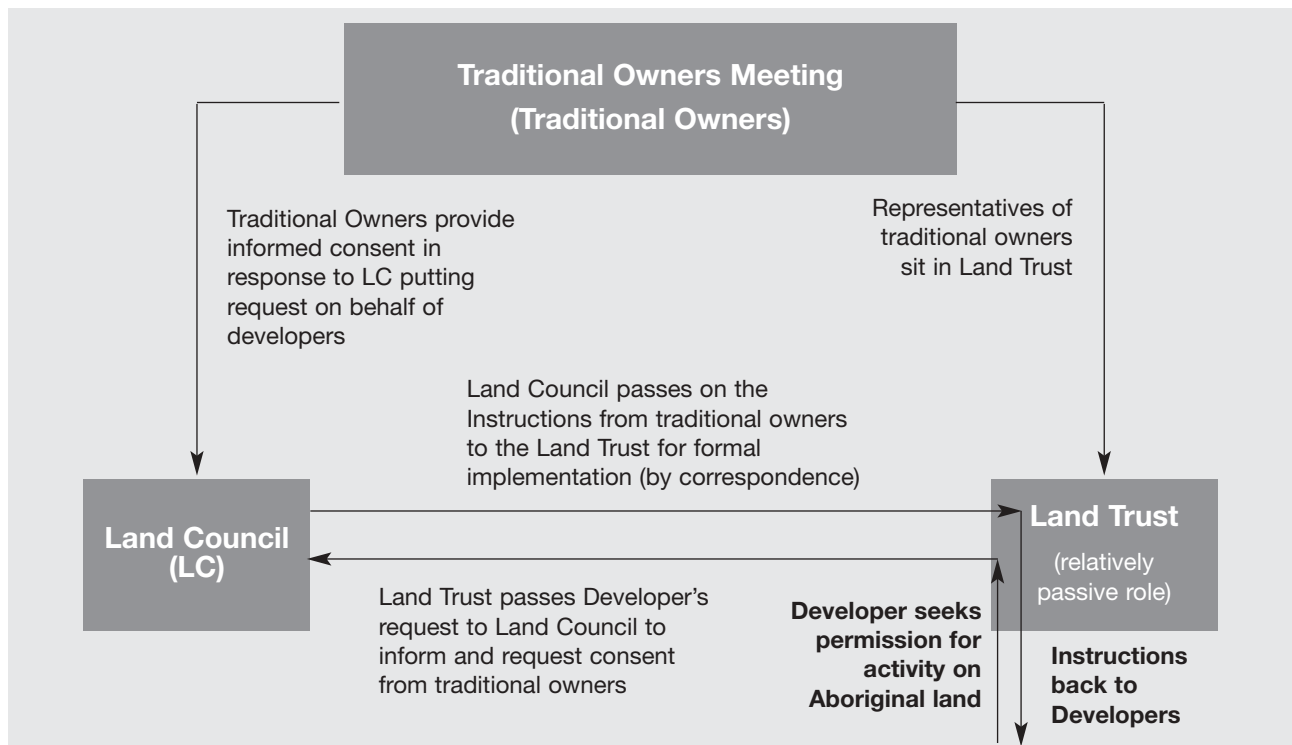 Traditional Owners Meeting
(Traditional Owners)
Traditional Owners provide
informed consent in
response to LC putting
request on behalf of
developers
Representatives of
traditional owners
sit in Land Trust
Land Council passes on the
Instructions from traditional owners
to the Land Trust for formal
implementation (by correspondence)
Land Council
(LC)
Land Trust
(relatively
passive role)
Land Trust passes Developer’s
request to Land Council to
inform and request consent
from traditional owners
Developer seeks
permission for
activity on
Aboriginal land
Instructions
back to
Developers